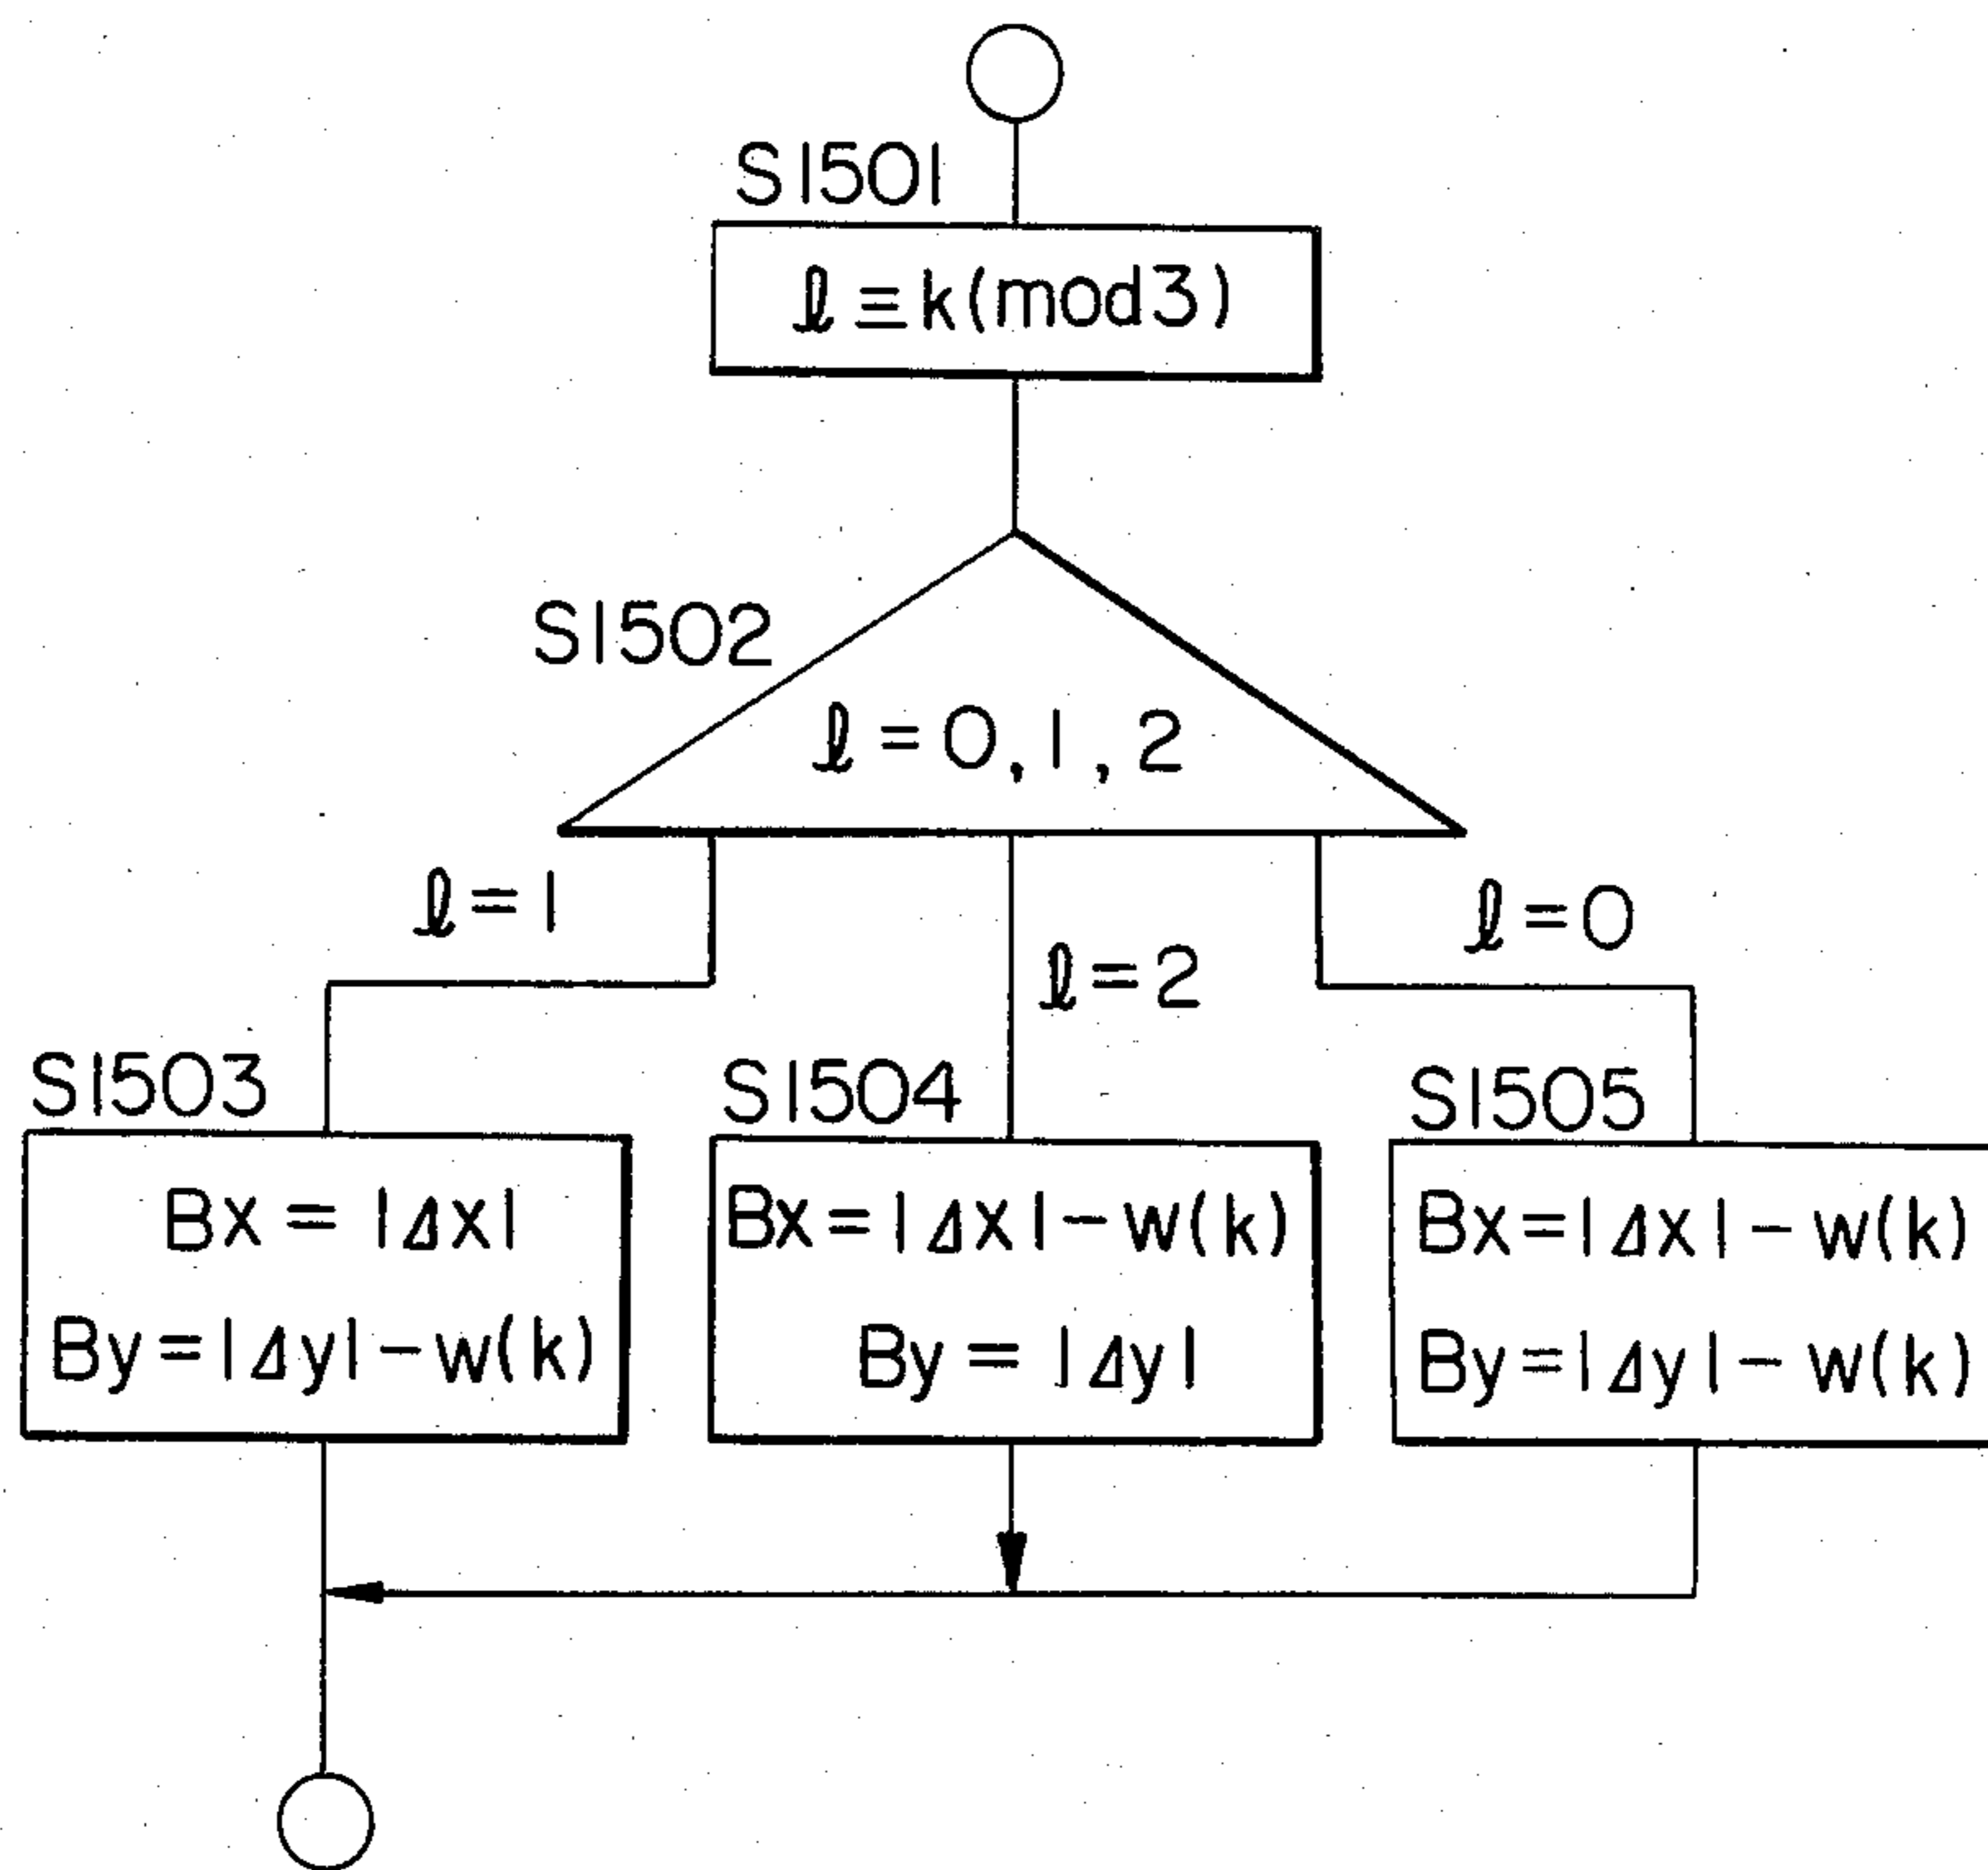 S1501
ℓ ≡ k(mod3)
S1502
ℓ = 0, 1, 2
ℓ = 1
ℓ = 2
ℓ = 0
S1503
Bx = |Δx|
By = |Δy| - w(k)
S1504
Bx = |Δx| - w(k)
By = |Δy|
S1505
Bx = |Δx| - w(k)
By = |Δy| - w(k)